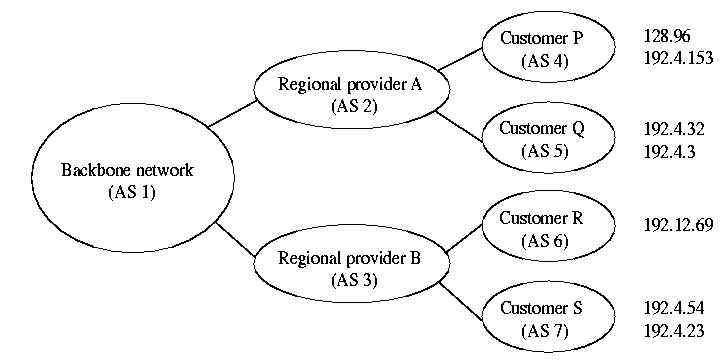 Customer P
(AS 4)
128.96
192.4.153
Regional provider A
(AS 2)
Customer Q
(AS 5)
192.4.32
192.4.3
Backbone network
(AS 1)
Customer R
(AS 6)
192.12.69
Regional provider B
(AS 3)
Customer S
(AS 7)
192.4.54
192.4.23